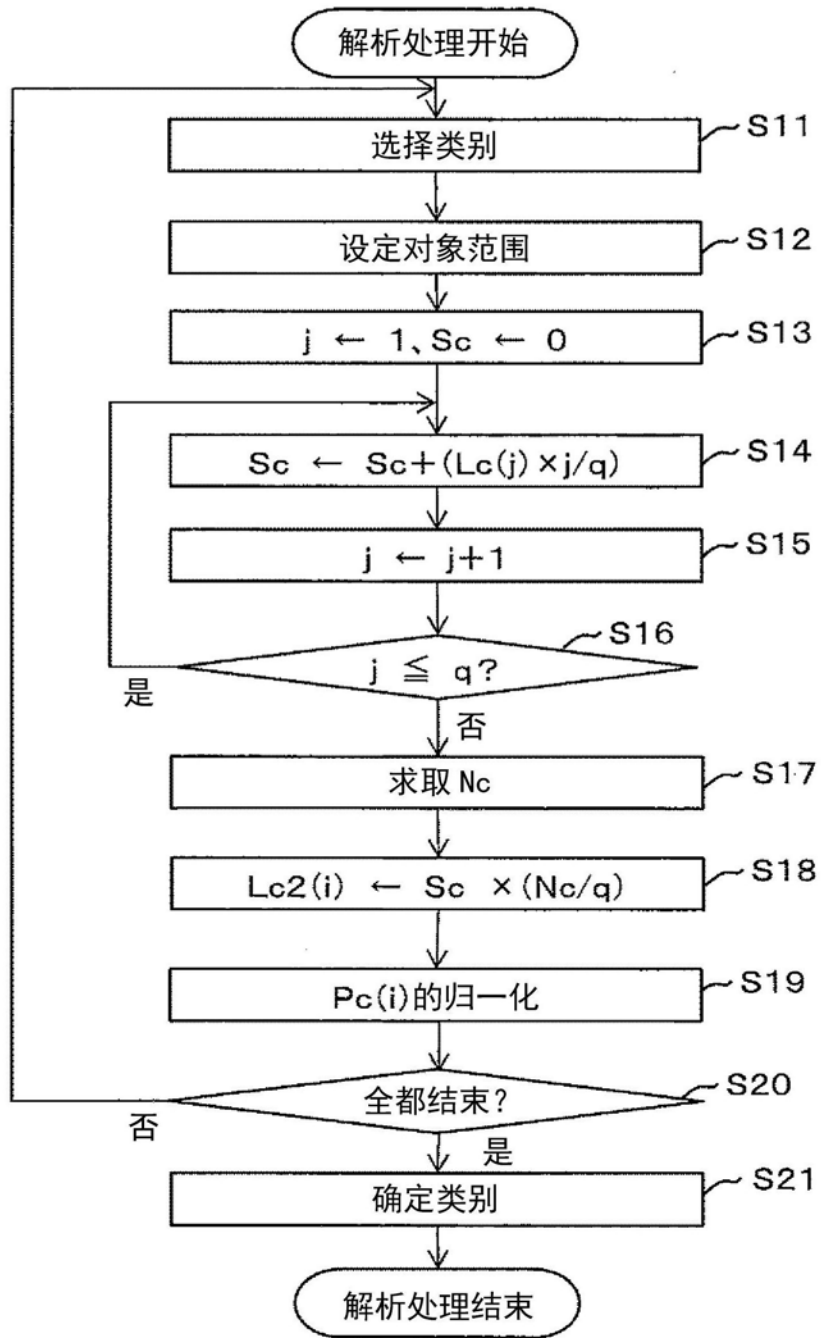 解析处理开始
选择类别
S11
设定对象范围
S12
j ← 1、Sc ← 0
S13
Sc ← Sc+(Lc(j)×j/q)
S14
j ← j+1
S15
j ≦ q?
S16
是
否
求取 Nc
S17
Lc2(i) ← Sc ×(Nc/q)
S18
Pc(i)的归一化
S19
全都结束?
S20
否
是
确定类别
S21
解析处理结束